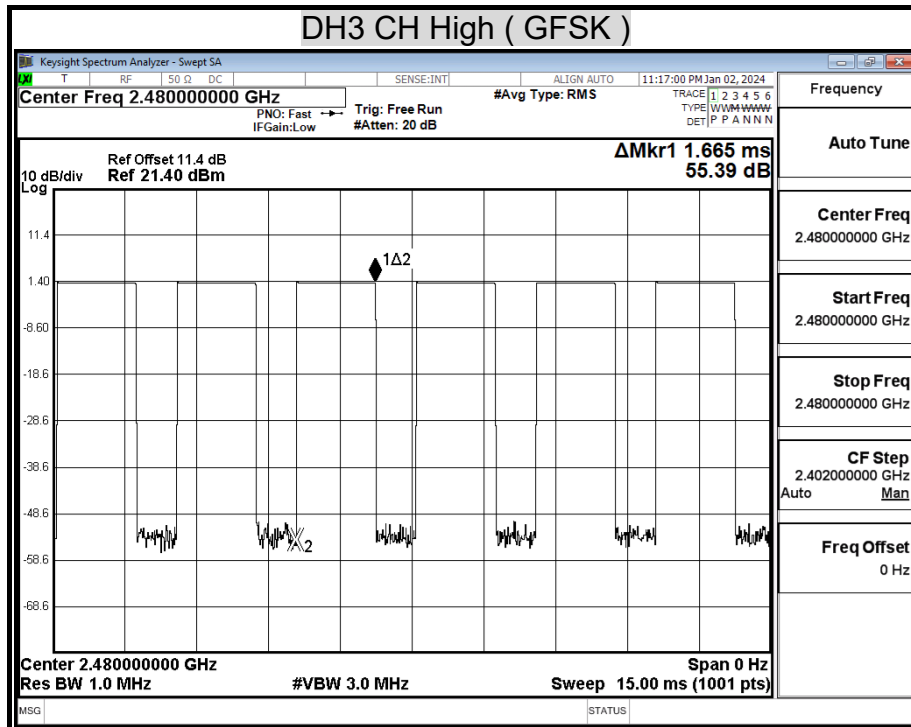 DH3 CH High ( GFSK )
Keysight Spectrum Analyzer - Swept SA
LXI T RF 50 Ω DC SENSE:INT ALIGN AUTO 11:17:00 PM Jan 02, 2024
Center Freq 2.480000000 GHz
PNO: Fast
IFGain:Low
Trig: Free Run
#Atten: 20 dB
#Avg Type: RMS
TRACE 1 2 3 4 5 6
TYPE WWMWWW
DET P P A N N N
Frequency
Ref Offset 11.4 dB
10 dB/div Ref 21.40 dBm
Log
ΔMkr1 1.665 ms
55.39 dB
11.4
1.40
-8.60
-18.6
-28.6
-38.6
-48.6
-58.6
-68.6
1Δ2
2
Center 2.480000000 GHz Span 0 Hz
Res BW 1.0 MHz #VBW 3.0 MHz Sweep 15.00 ms (1001 pts)
Auto Tune
Center Freq
2.480000000 GHz
Start Freq
2.480000000 GHz
Stop Freq
2.480000000 GHz
CF Step
2.402000000 GHz
Auto Man
Freq Offset
0 Hz
MSG STATUS